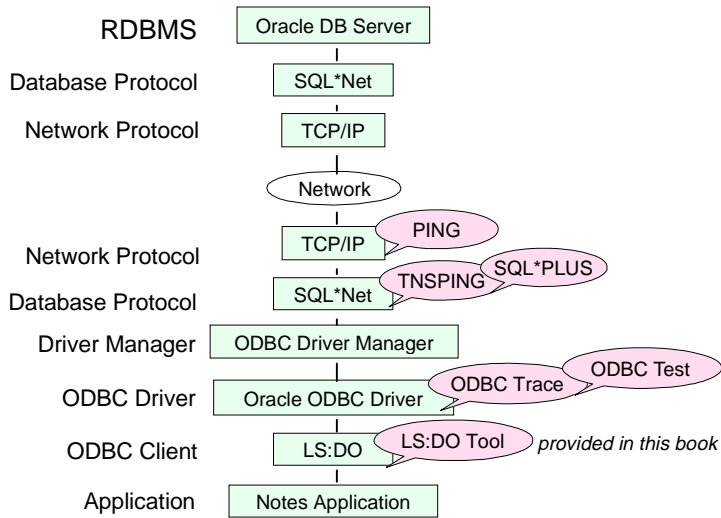 RDBMS Oracle DB Server
Database Protocol SQL*Net
Network Protocol TCP/IP
Network
PING
Network Protocol TCP/IP
TNSPING SQL*PLUS
Database Protocol SQL*Net
Driver Manager ODBC Driver Manager
ODBC Trace ODBC Test
ODBC Driver Oracle ODBC Driver
ODBC Client LS:DO LS:DO Tool provided in this book
Application Notes Application